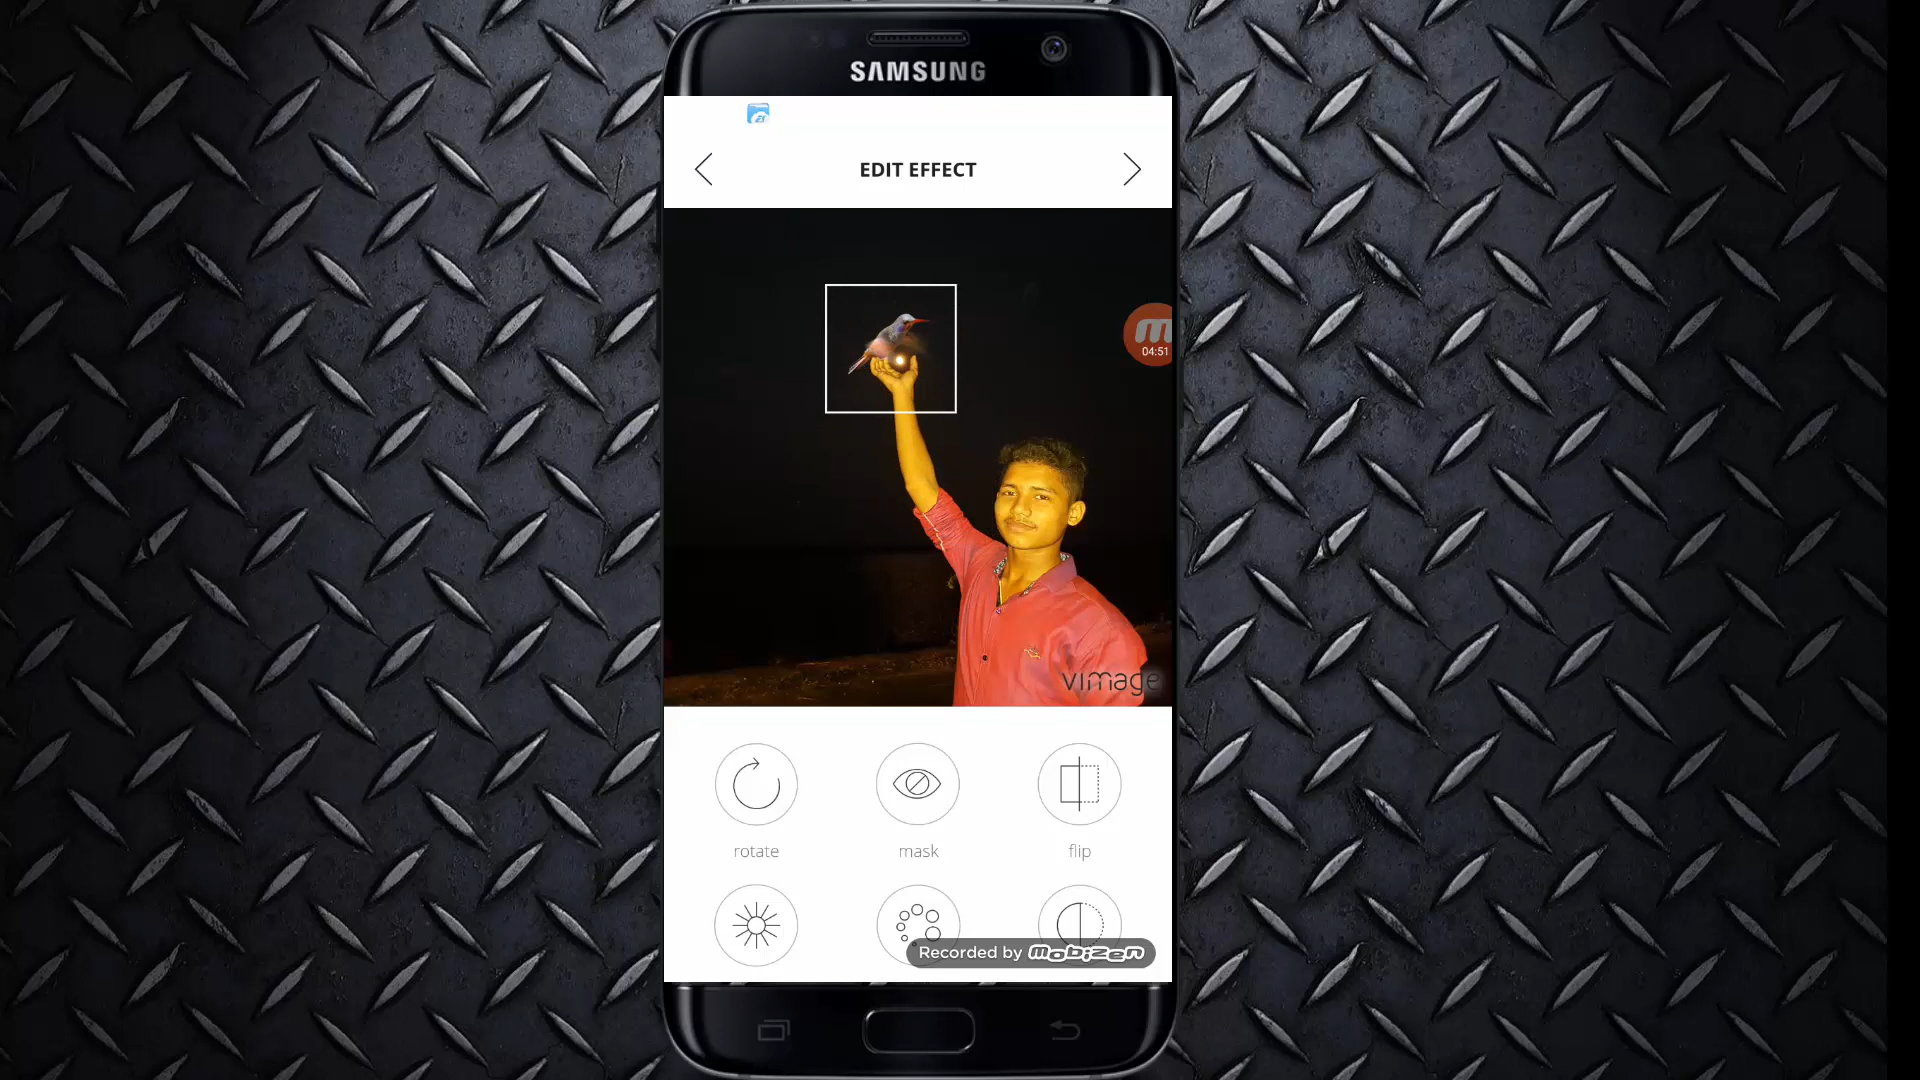 SAMSUNG
EDIT EFFECT
04:51
vimage
rotate
mask
flip
Recorded by mobizen